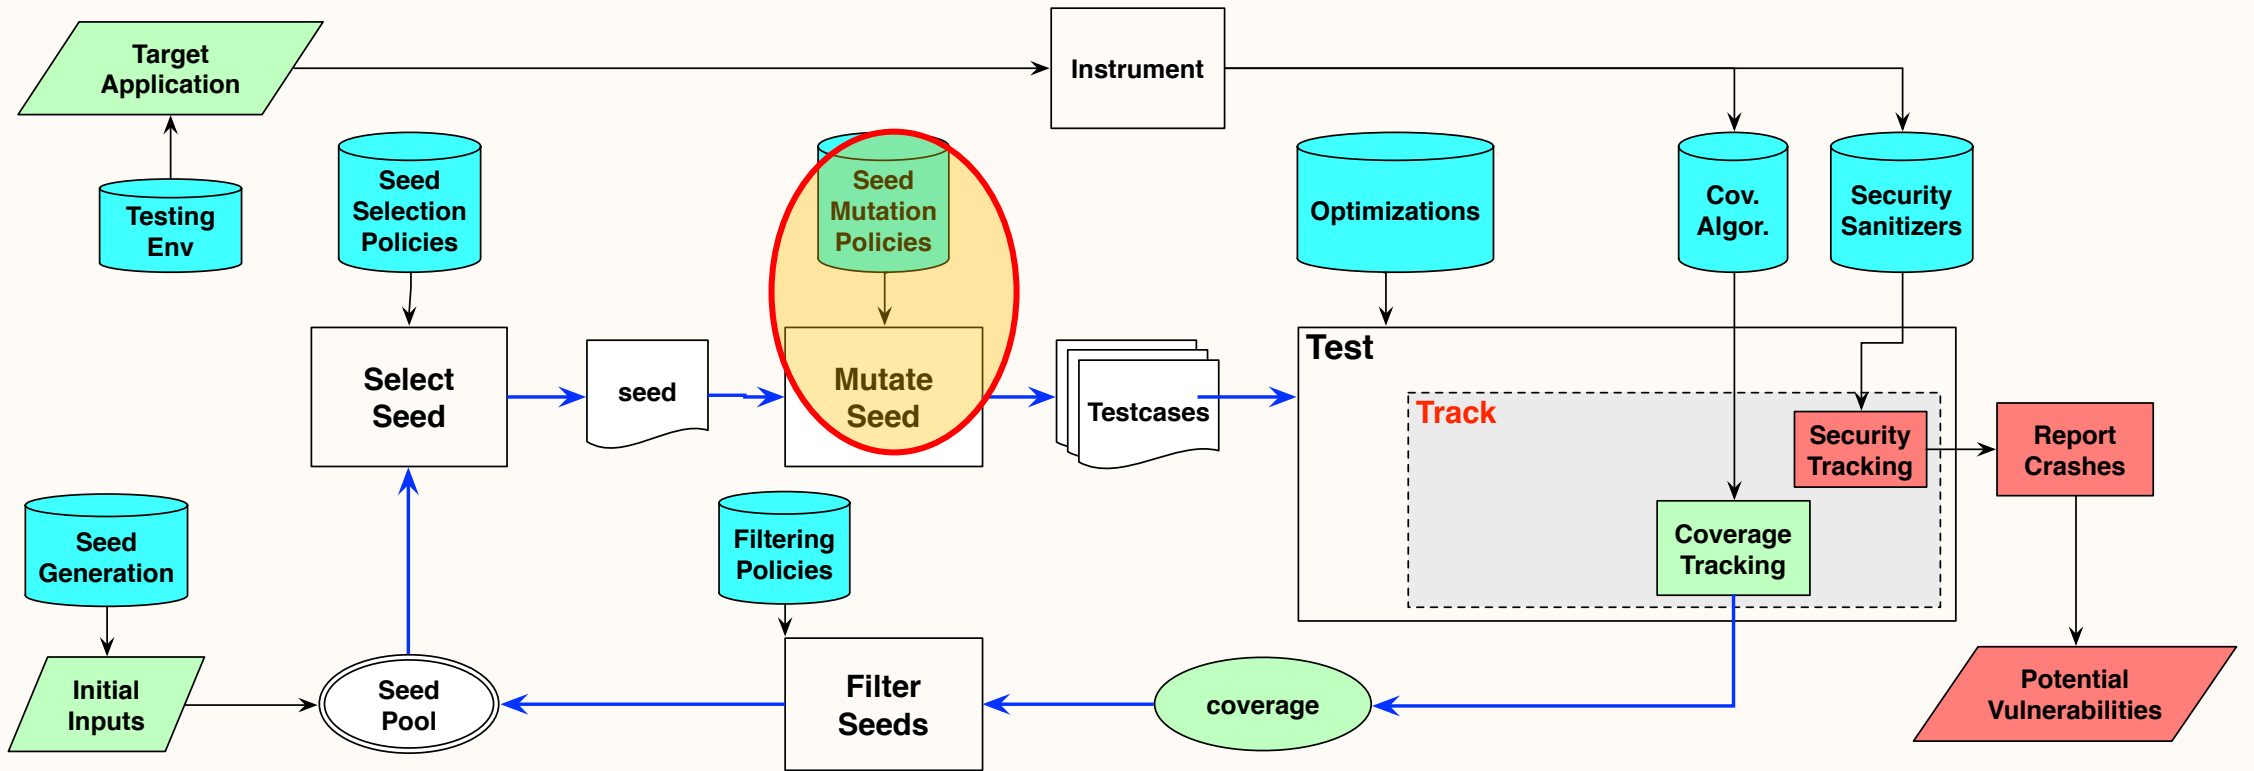 Target
Application
Instrument
Testing
Env
Seed
Selection
Policies
Seed
Mutation
Policies
Optimizations
Cov.
Algor.
Security
Sanitizers
Select
Seed
seed
Mutate
Seed
Testcases
Test
Track
Security
Tracking
Report
Crashes
Coverage
Tracking
Seed
Generation
Filtering
Policies
Initial
Inputs
Seed
Pool
Filter
Seeds
coverage
Potential
Vulnerabilities